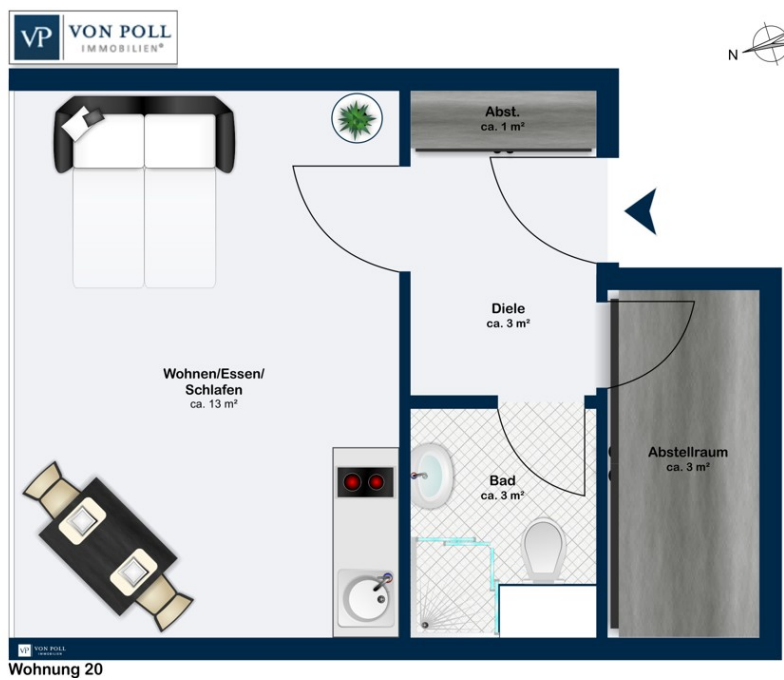 VP VON POLL
IMMOBILIEN®
N
Abst.
ca. 1 m²
Diele
ca. 3 m²
Wohnen/Essen/
Schlafen
ca. 13 m²
Bad
ca. 3 m²
Abstellraum
ca. 3 m²
VP VON POLL
IMMOBILIEN
Wohnung 20